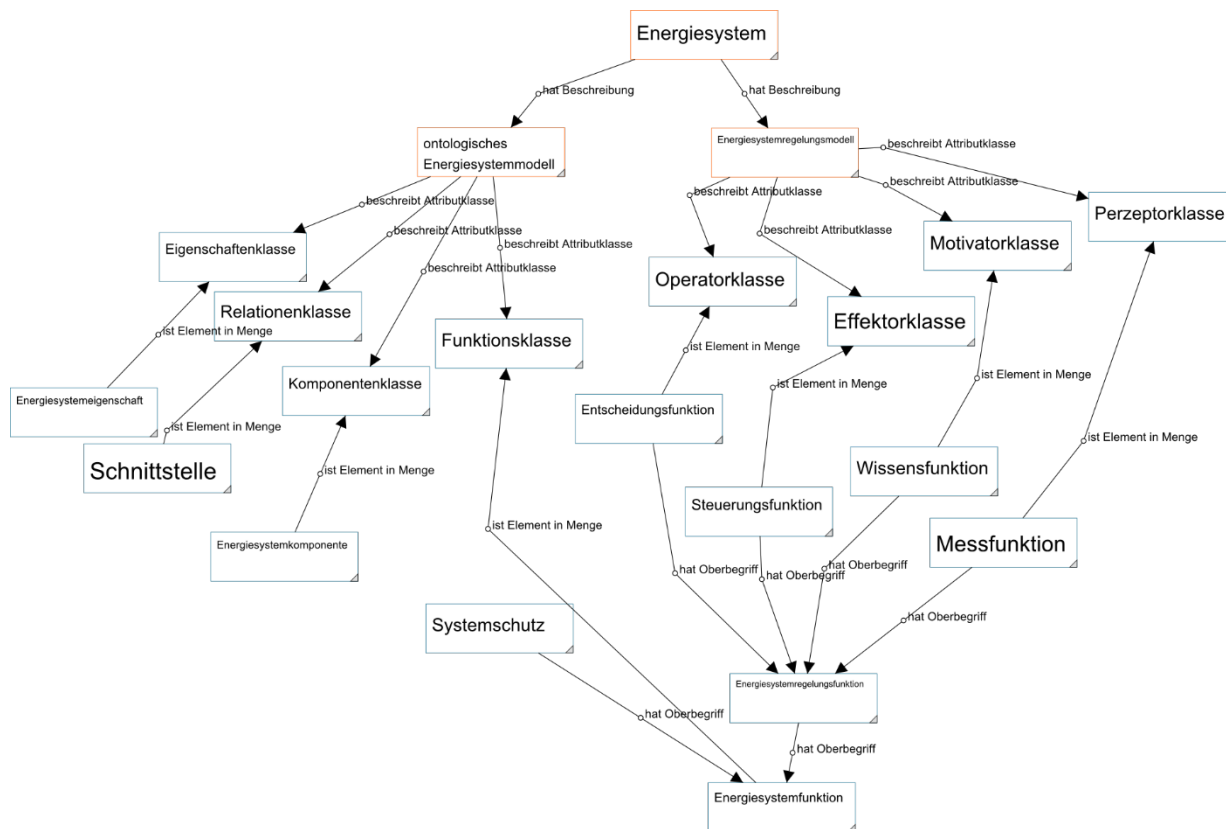 Energiesystem
hat Beschreibung
hat Beschreibung
ontologisches
Energiesystemmodell
Energiesystemregelungsmodell
beschreibt Attributklasse
beschreibt Attributklasse
beschreibt Attributklasse
beschreibt Attributklasse
Perzeptorklasse
beschreibt Attributklasse
beschreibt Attributklasse
beschreibt Attributklasse
Motivatorklasse
Eigenschaftenklasse
beschreibt Attributklasse
Operatorklasse
Relationenklasse
Effektorklasse
ist Element in Menge
Funktionsklasse
ist Element in Menge
Komponentenklasse
ist Element in Menge
ist Element in Menge
Energiesystemeigenschaft
Entscheidungsfunktion
ist Element in Menge
ist Element in Menge
Schnittstelle
ist Element in Menge
Wissensfunktion
Steuerungsfunktion
ist Element in Menge
Energiesystemkomponente
Messfunktion
hat Oberbegriff
hat Oberbegriff
hat Oberbegriff
Systemschutz
hat Oberbegriff
Energiesystemregelungsfunktion
hat Oberbegriff
hat Oberbegriff
Energiesystemfunktion